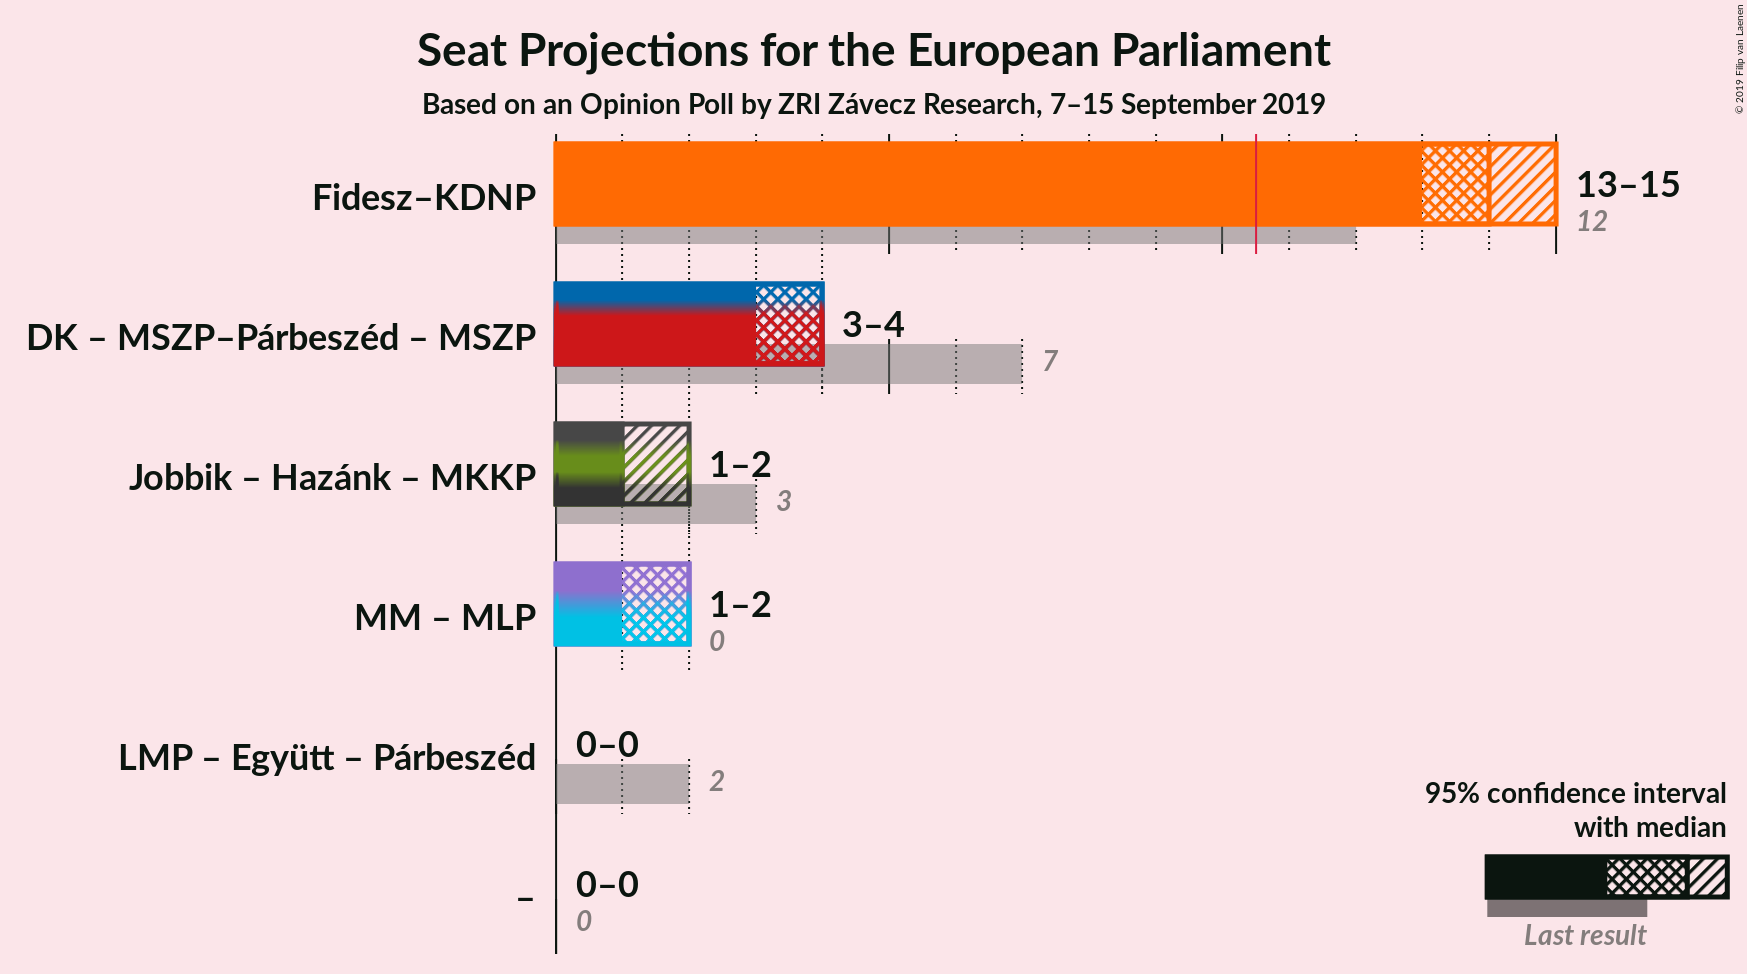 Seat Projections for the European Parliament
Based on an Opinion Poll by ZRI Závecz Research, 7–15 September 2019
© 2019 Filip van Laenen
Fidesz–KDNP
13–15
12
DK – MSZP–Párbeszéd – MSZP
3–4
7
Jobbik – Hazánk – MKKP
1–2
3
MM – MLP
1–2
0
LMP – Együtt – Párbeszéd
0–0
2
–
0–0
0
95% confidence interval
with median
Last result